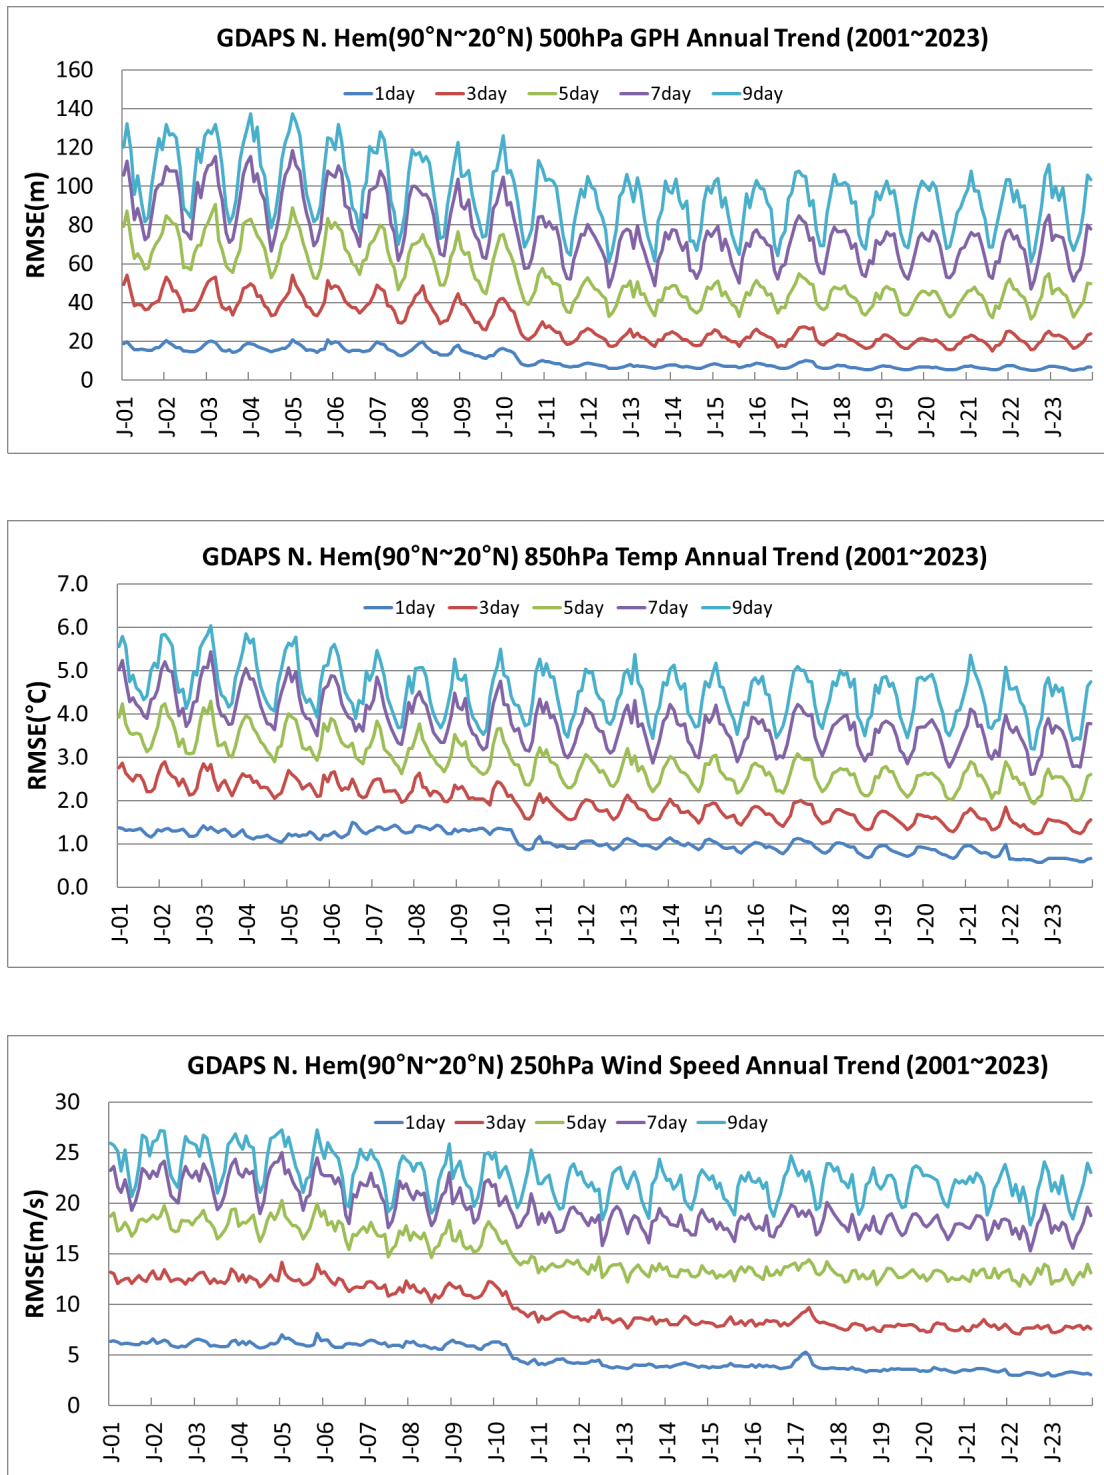 GDAPS N. Hem(90°N~20°N) 500hPa GPH Annual Trend (2001~2023)
160
140
120
100
80
60
40
20
0
RMSE(m)
1day 3day 5day 7day 9day
J-01 J-02 J-03 J-04 J-05 J-06 J-07 J-08 J-09 J-10 J-11 J-12 J-13 J-14 J-15 J-16 J-17 J-18 J-19 J-20 J-21 J-22 J-23
GDAPS N. Hem(90°N~20°N) 850hPa Temp Annual Trend (2001~2023)
7.0
6.0
5.0
4.0
3.0
2.0
1.0
0.0
RMSE(°C)
1day 3day 5day 7day 9day
J-01 J-02 J-03 J-04 J-05 J-06 J-07 J-08 J-09 J-10 J-11 J-12 J-13 J-14 J-15 J-16 J-17 J-18 J-19 J-20 J-21 J-22 J-23
GDAPS N. Hem(90°N~20°N) 250hPa Wind Speed Annual Trend (2001~2023)
30
25
20
15
10
5
0
RMSE(m/s)
1day 3day 5day 7day 9day
J-01 J-02 J-03 J-04 J-05 J-06 J-07 J-08 J-09 J-10 J-11 J-12 J-13 J-14 J-15 J-16 J-17 J-18 J-19 J-20 J-21 J-22 J-23